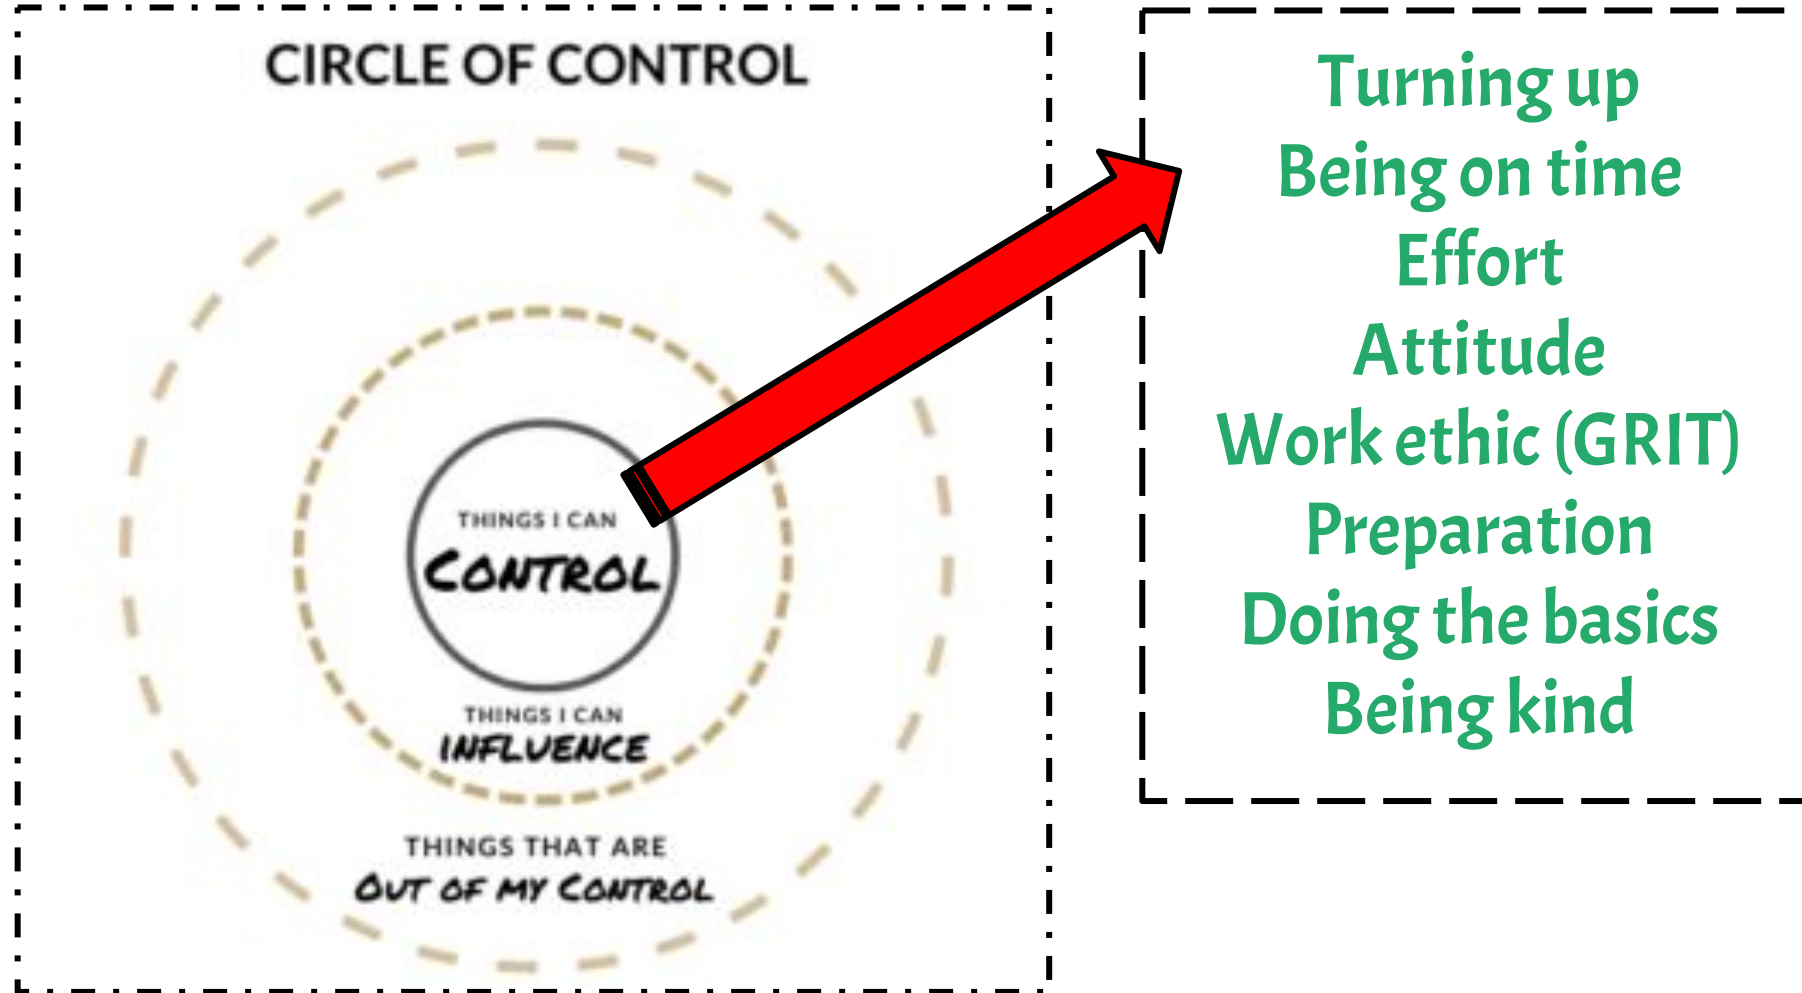 CIRCLE OF CONTROL
THINGS I CAN
CONTROL
THINGS I CAN
INFLUENCE
THINGS THAT ARE
OUT OF MY CONTROL
Turning up
Being on time
Effort
Attitude
Work ethic (GRIT)
Preparation
Doing the basics
Being kind